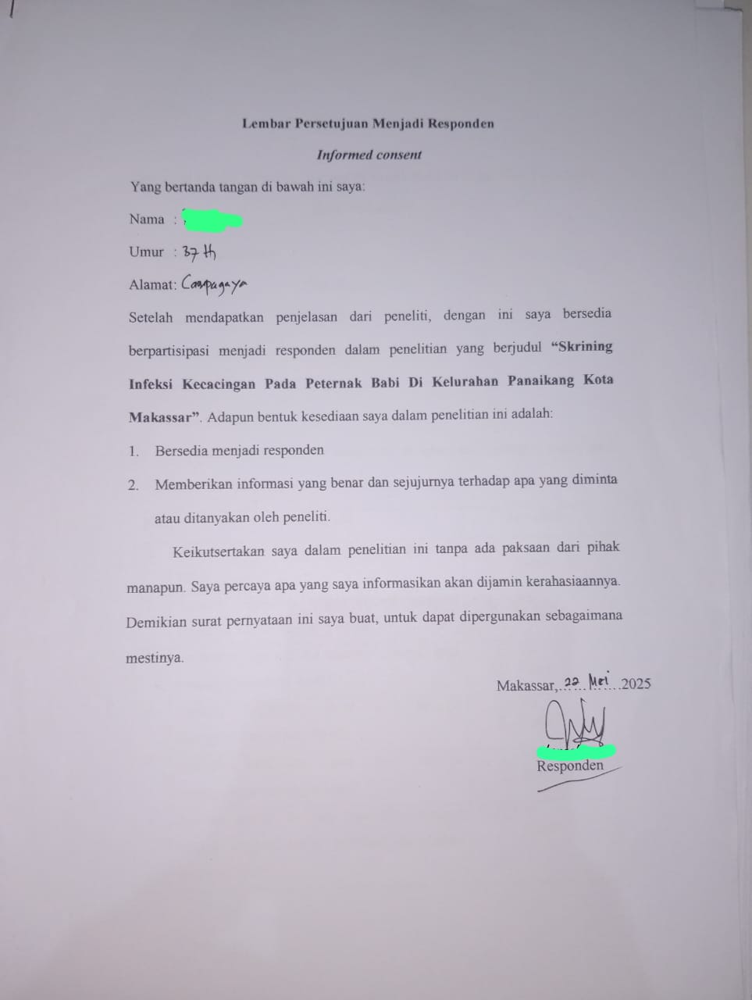 Lembar Persetujuan Menjadi Responden
Informed consent
Yang bertanda tangan di bawah ini saya:
Nama :
Umur : 37 th
Alamat: Campagaya
Setelah mendapatkan penjelasan dari peneliti, dengan ini saya bersedia
berpartisipasi menjadi responden dalam penelitian yang berjudul “Skrining
Infeksi Kecacingan Pada Peternak Babi Di Kelurahan Panaikang Kota
Makassar”. Adapun bentuk kesediaan saya dalam penelitian ini adalah:
1. Bersedia menjadi responden
2. Memberikan informasi yang benar dan sejujurnya terhadap apa yang diminta
atau ditanyakan oleh peneliti.
Keikutsertakan saya dalam penelitian ini tanpa ada paksaan dari pihak
manapun. Saya percaya apa yang saya informasikan akan dijamin kerahasiaannya.
Demikian surat pernyataan ini saya buat, untuk dapat dipergunakan sebagaimana
mestinya.
Makassar, 22 Mei 2025
Responden